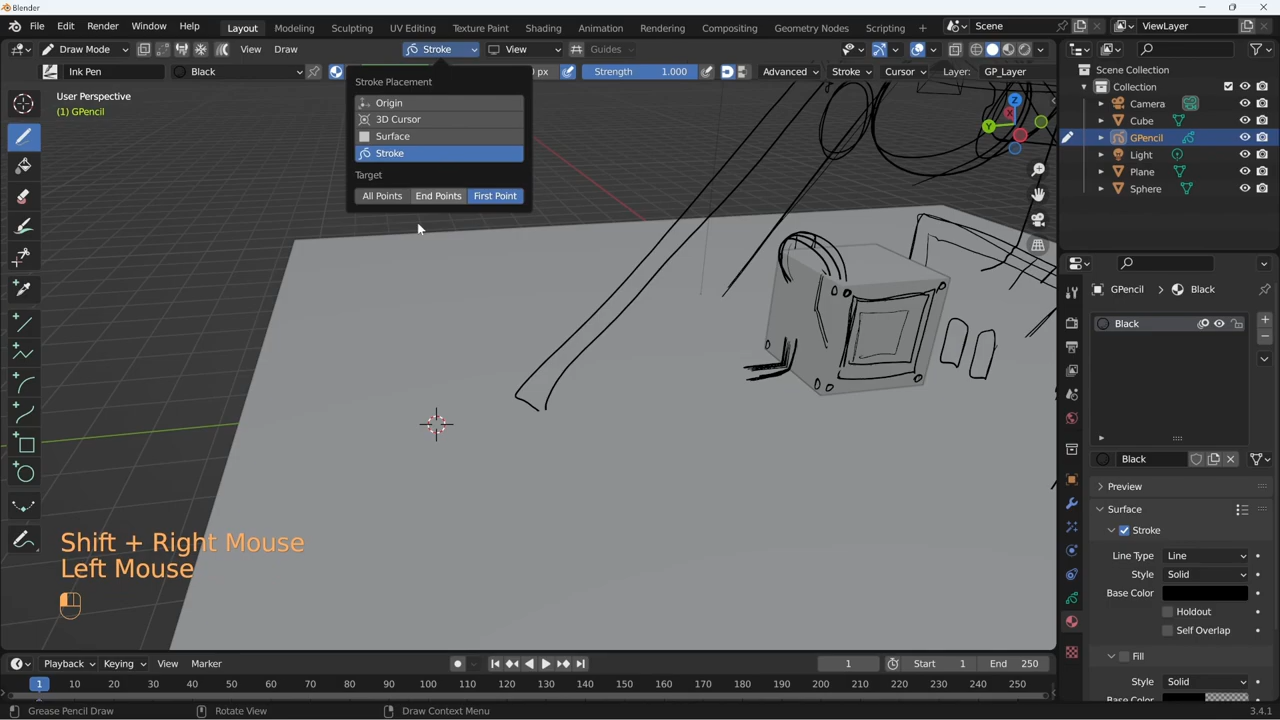 Blender
File Edit Render Window Help Layout Modeling Sculpting UV Editing Texture Paint Shading Animation Rendering Compositing Geometry Nodes Scripting Scene ViewLayer
Draw Mode View Draw Stroke View Guides
Ink Pen Black px Strength 1.000 Advanced Stroke Cursor Layer: GP_Layer
User Perspective
(1) GPencil
Stroke Placement
Origin
3D Cursor
Surface
Stroke
Target
All Points End Points First Point
Z
Y
X
Scene Collection
Collection
Camera
Cube
GPencil
Light
Plane
Sphere
GPencil Black
Black
Black
Preview
Surface
Stroke
Line Type Line
Style Solid
Base Color
Holdout
Self Overlap
Fill
Style Solid
Base Color
Shift + Right Mouse
Left Mouse
Playback Keying View Marker 1 Start 1 End 250
1 10 20 30 40 50 60 70 80 90 100 110 120 130 140 150 160 170 180 190 200 210 220 230 240 250
Grease Pencil Draw Rotate View Draw Context Menu 3.4.1